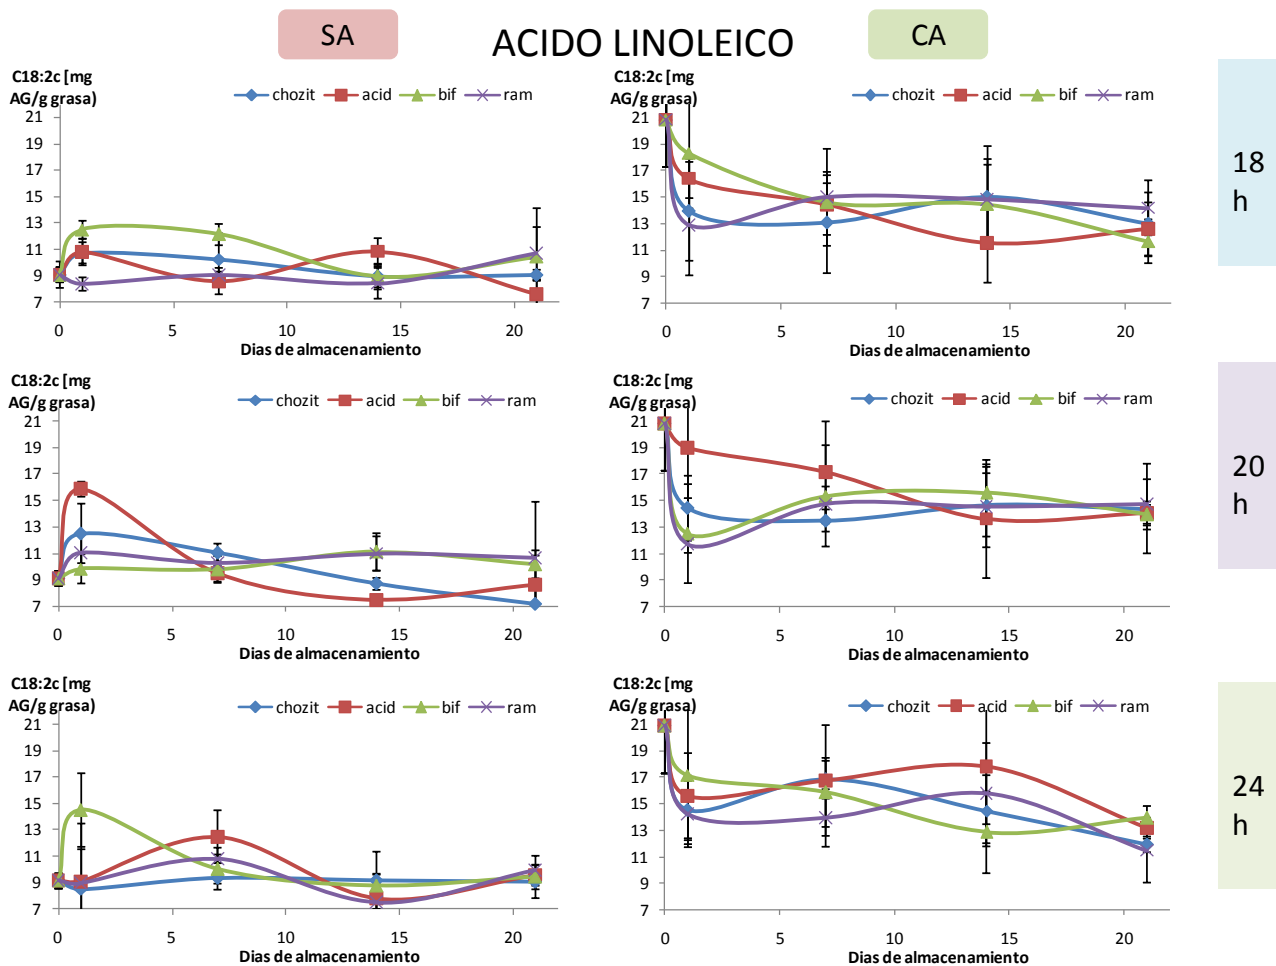 SA
ACIDO LINOLEICO
CA
C18:2c [mg
AG/g grasa)
chozit acid bif ram
21
19
17
15
13
11
9
7
0 5 10 15 20
Dias de almacenamiento
C18:2c [mg
AG/g grasa)
chozit acid bif ram
21
19
17
15
13
11
9
7
0 5 10 15 20
Dias de almacenamiento
18
h
C18:2c [mg
AG/g grasa)
chozit acid bif ram
21
19
17
15
13
11
9
7
0 5 10 15 20
Dias de almacenamiento
C18:2c [mg
AG/g grasa)
chozit acid bif ram
21
19
17
15
13
11
9
7
0 5 10 15 20
Dias de almacenamiento
20
h
C18:2c [mg
AG/g grasa)
chozit acid bif ram
21
19
17
15
13
11
9
7
0 5 10 15 20
Dias de almacenamiento
C18:2c [mg
AG/g grasa)
chozit acid bif ram
21
19
17
15
13
11
9
7
0 5 10 15 20
Dias de almacenamiento
24
h